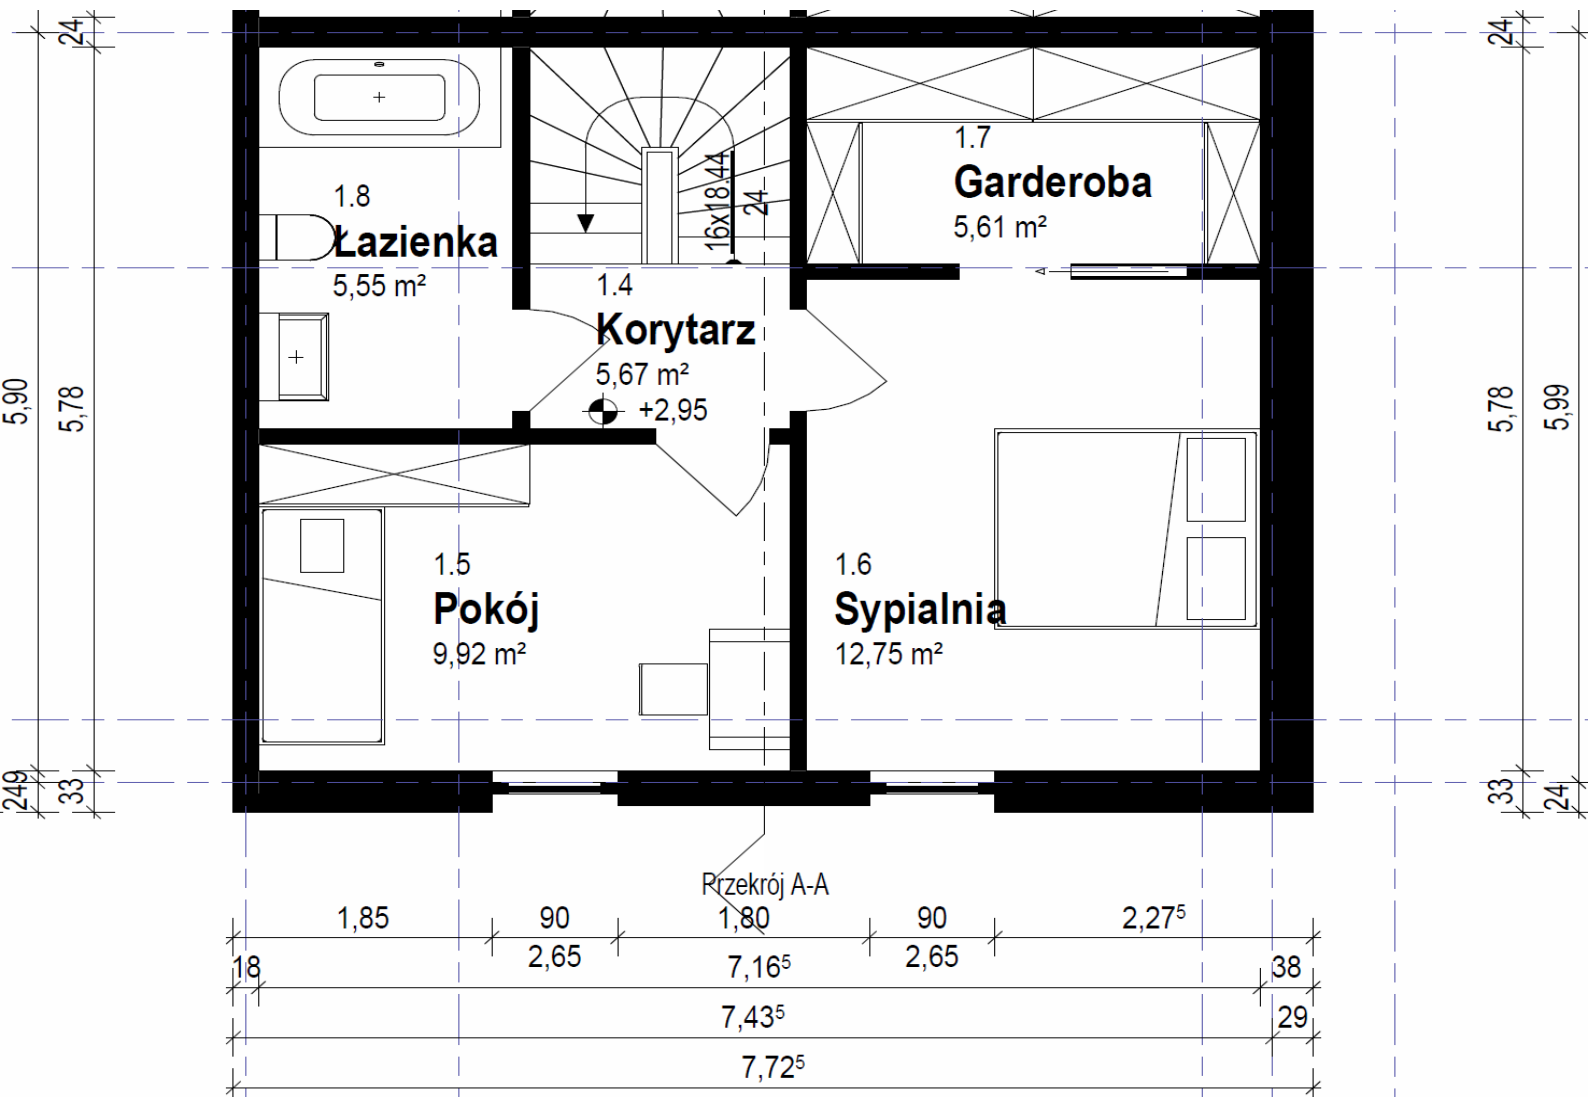 24
24
1.7
Garderoba
5,61 m²
16x18.44
24
1.8
Łazienka
5,55 m²
1.4
Korytarz
5,67 m²
+2,95
5,90
5,78
5,78
5,99
1.5
Pokój
9,92 m²
1.6
Sypialnia
12,75 m²
249
33
33
24
Przekrój A-A
1,85
90
1,80
90
2,27⁵
2,65
2,65
18
7,16⁵
38
7,43⁵
29
7,72⁵